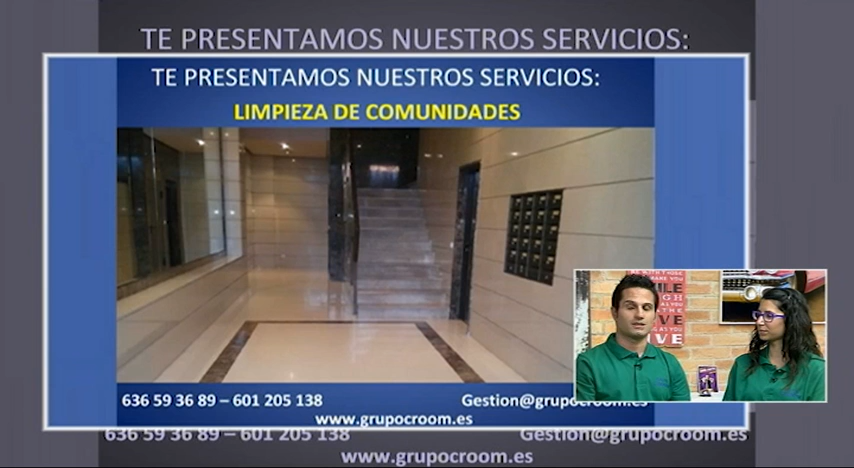 TE PRESENTAMOS NUESTROS SERVICIOS:
TE PRESENTAMOS NUESTROS SERVICIOS:
LIMPIEZA DE COMUNIDADES
636 59 36 89 – 601 205 138
Gestion@grupocroom.es
www.grupocroom.es
636 59 36 89 – 601 205 138
Gestion@grupocroom.es
www.grupocroom.es